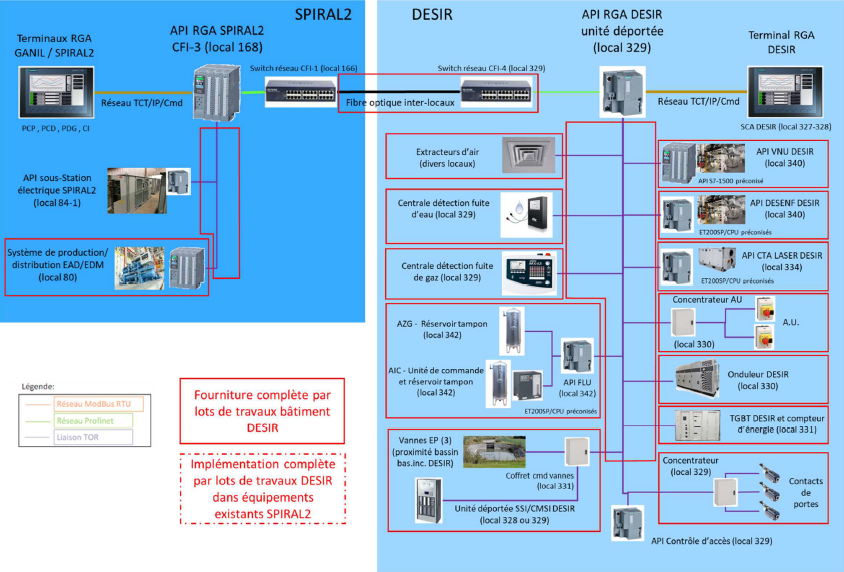 SPIRAL2
DESIR
Terminaux RGA
GANIL / SPIRAL2
API RGA SPIRAL2
CFI-3 (local 168)
API RGA DESIR
unité déportée
(local 329)
Terminal RGA
DESIR
Switch réseau CFI-1 (local 166)
Switch réseau CFI-4 (local 329)
Réseau TCT/IP/Cmd
Fibre optique inter-locaux
Réseau TCT/IP/Cmd
PCP , PCD , PDG , CI
SCA DESIR (local 327-328)
API sous-Station
électrique SPIRAL2
(local 84-1)
Système de production/
distribution EAD/EDM
(local 80)
Extracteurs d'air
(divers locaux)
Centrale détection fuite
d'eau (local 329)
Centrale détection fuite
de gaz (local 329)
AZG - Réservoir tampon
(local 342)
AIC - Unité de commande
et réservoir tampon
(local 342)
API FLU
(local 342)
ET200SP/CPU préconisés
Vannes EP (3)
(proximité bassin
bas.inc. DESIR)
Coffret cmd vannes
(local 331)
Unité déportée SSI/CMSI DESIR
(local 328 ou 329)
API VNU DESIR
(local 340)
API S7-1500 préconisé
API DESENF DESIR
(local 340)
ET200SP/CPU préconisés
API CTA LASER DESIR
(local 334)
ET200SP/CPU préconisés
Concentrateur AU
(local 330)
A.U.
Onduleur DESIR
(local 330)
TGBT DESIR et compteur
d'énergie (local 331)
Concentrateur
(local 329)
Contacts
de
portes
API Contrôle d'accès (local 329)
Légende:
Réseau ModBus RTU
Réseau Profinet
Liaison TOR
Fourniture complète par
lots de travaux bâtiment
DESIR
Implémentation complète
par lots de travaux DESIR
dans équipements
existants SPIRAL2